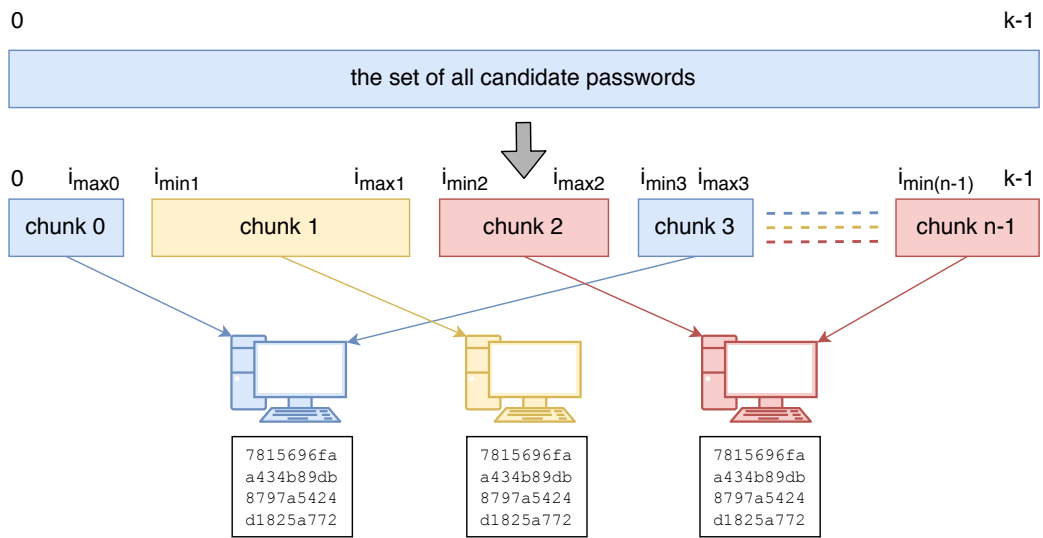 0 k-1
the set of all candidate passwords
0 imax0 imin1 imax1 imin2 imax2 imin3 imax3 imin(n-1) k-1
chunk 0 chunk 1 chunk 2 chunk 3 chunk n-1
7815696fa 7815696fa 7815696fa
a434b89db a434b89db a434b89db
8797a5424 8797a5424 8797a5424
d1825a772 d1825a772 d1825a772